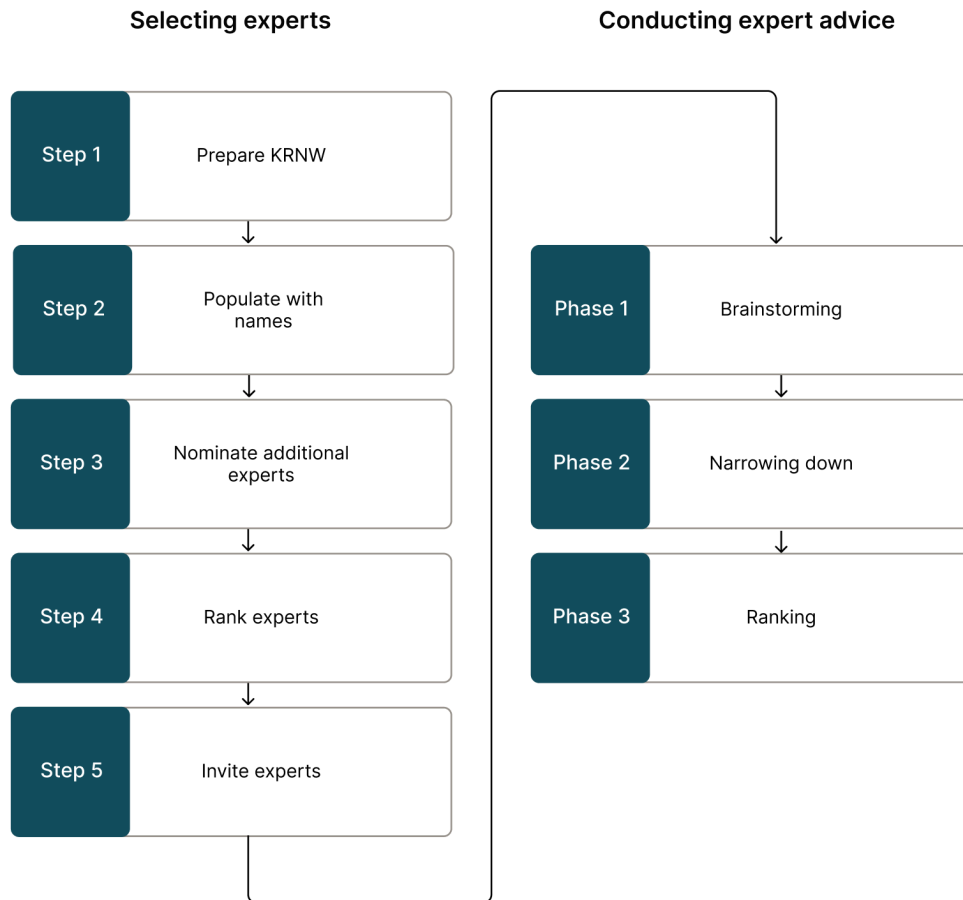 Selecting experts
Step 1
Prepare KRNW
Step 2
Populate with
names
Step 3
Nominate additional
experts
Step 4
Rank experts
Step 5
Invite experts
Conducting expert advice
Phase 1
Brainstorming
Phase 2
Narrowing down
Phase 3
Ranking